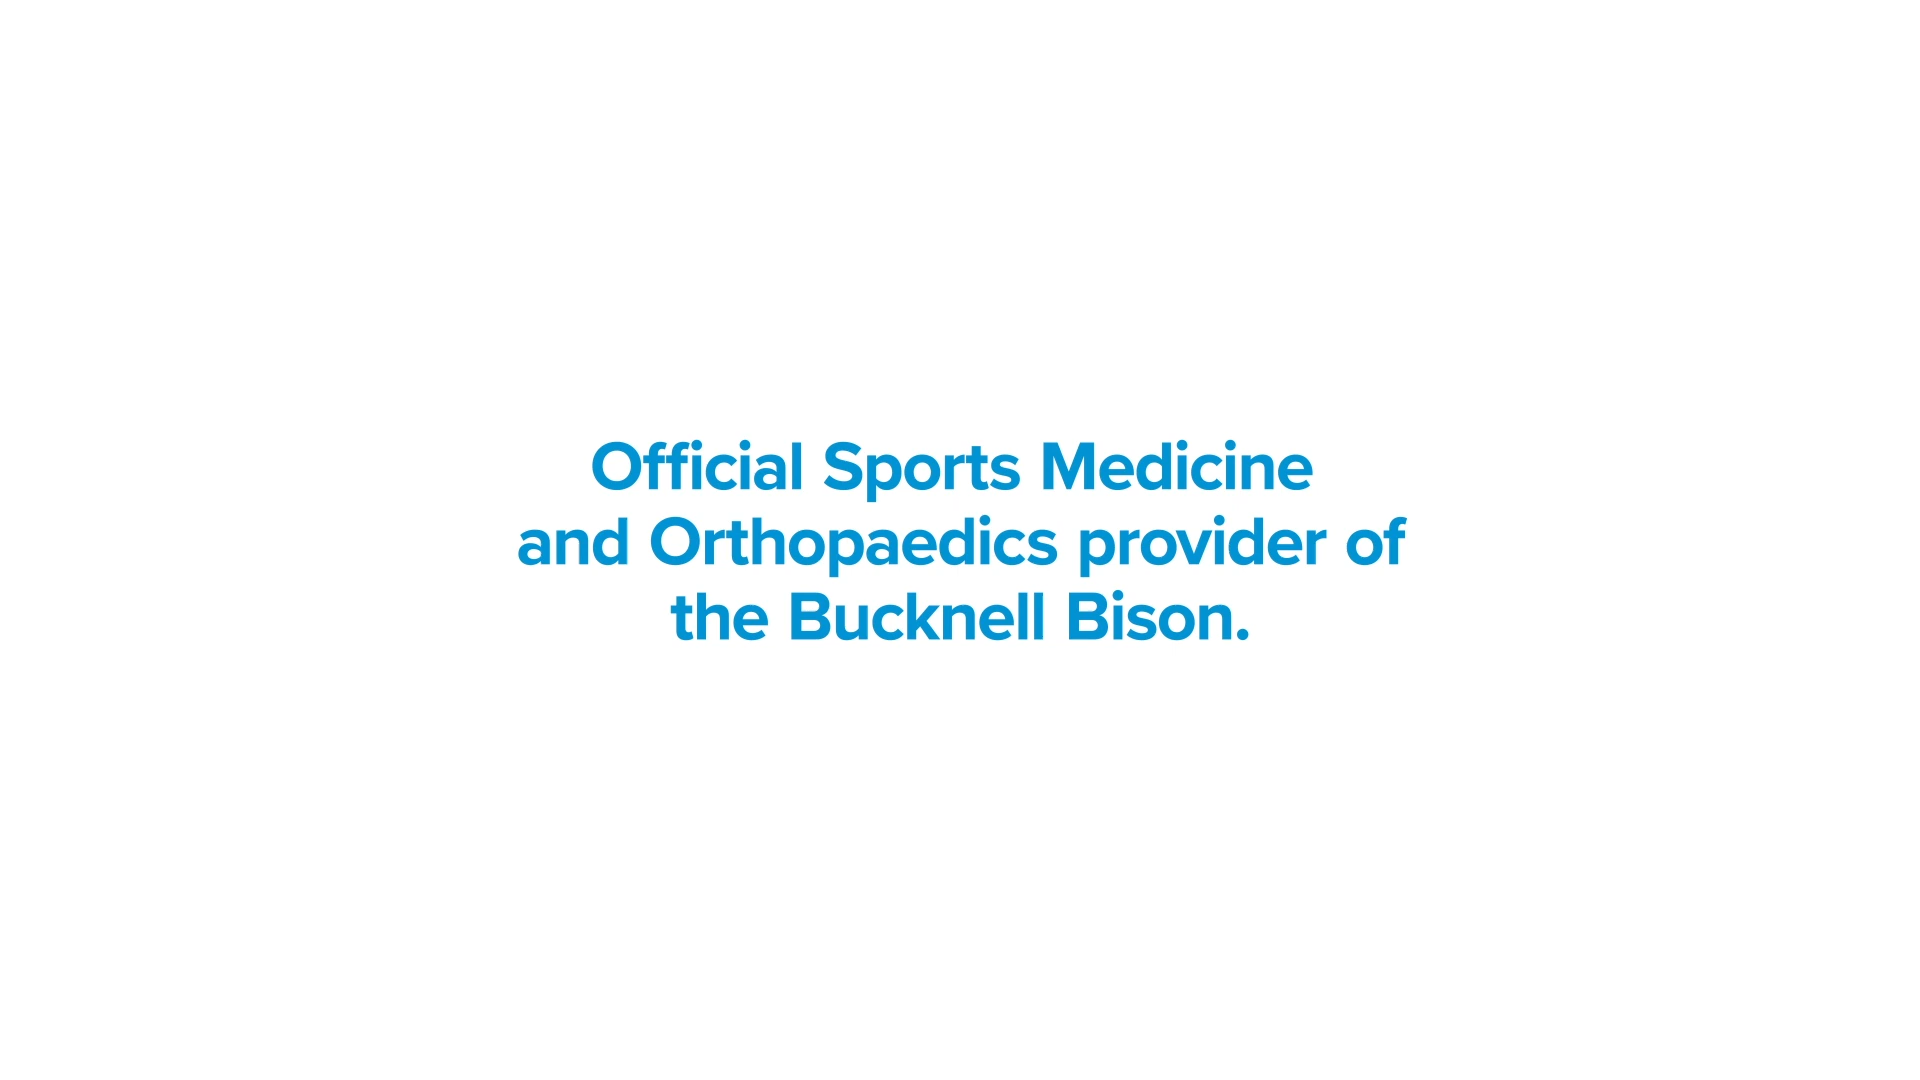 Official Sports Medicine
and Orthopaedics provider of
the Bucknell Bison.